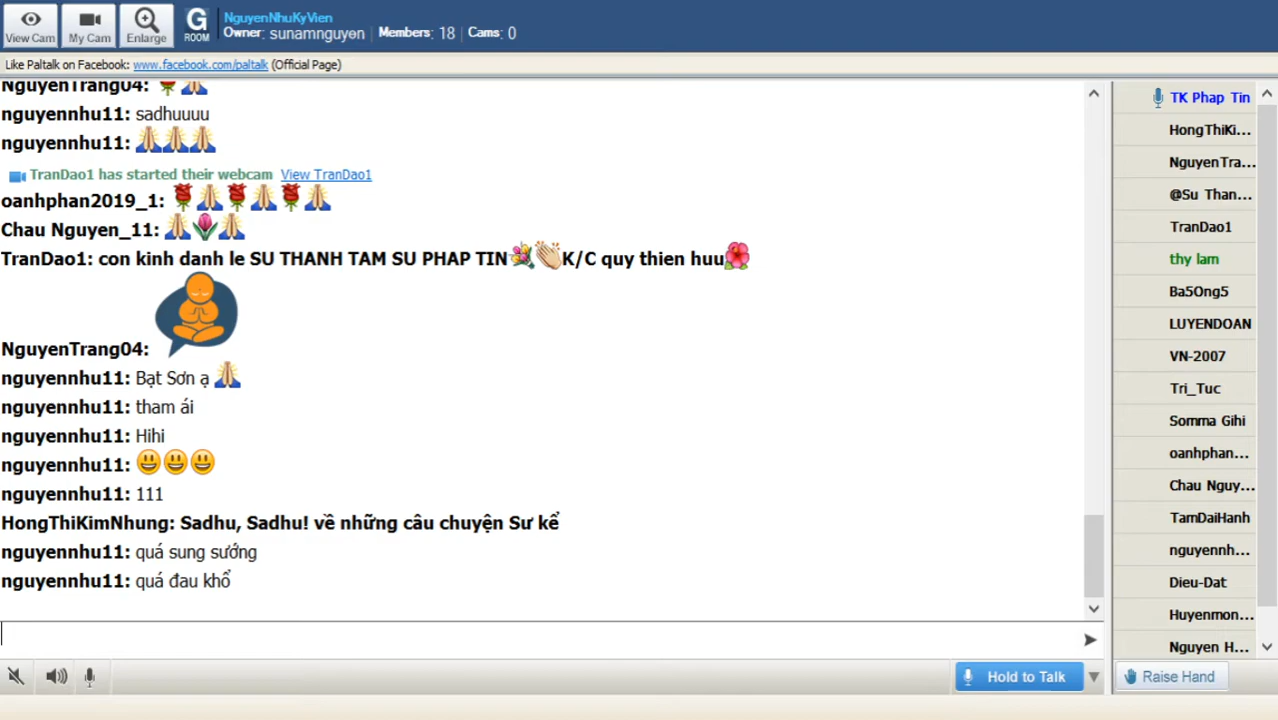 View Cam
My Cam
Enlarge
G ROOM
NguyenNhuKyVien
Owner: sunamnguyen | Members: 18 | Cams: 0
Like Paltalk on Facebook: www.facebook.com/paltalk (Official Page)
NguyenTrang04: 🌹🙏
nguyennhu11: sadhuuuu
nguyennhu11: 🙏🙏🙏
TranDao1 has started their webcam View TranDao1
oanhphan2019_1: 🌹🙏🌹🙏🌹🙏
Chau Nguyen_11: 🙏🌷🙏
TranDao1: con kinh danh le SU THANH TAM SU PHAP TIN💐👏K/C quy thien huu🌺
NguyenTrang04:
nguyennhu11: Bạt Sơn ạ 🙏
nguyennhu11: tham ái
nguyennhu11: Hihi
nguyennhu11: 😃😃😃
nguyennhu11: 111
HongThiKimNhung: Sadhu, Sadhu! về những câu chuyện Sư kể
nguyennhu11: quá sung sướng
nguyennhu11: quá đau khổ
TK Phap Tin
HongThiKi...
NguyenTra...
@Su Than...
TranDao1
thy lam
Ba5Ong5
LUYENDOAN
VN-2007
Tri_Tuc
Somma Gihi
oanhphan...
Chau Nguy...
TamDaiHanh
nguyennh...
Dieu-Dat
Huyenmon...
Nguyen H...
Hold to Talk
Raise Hand